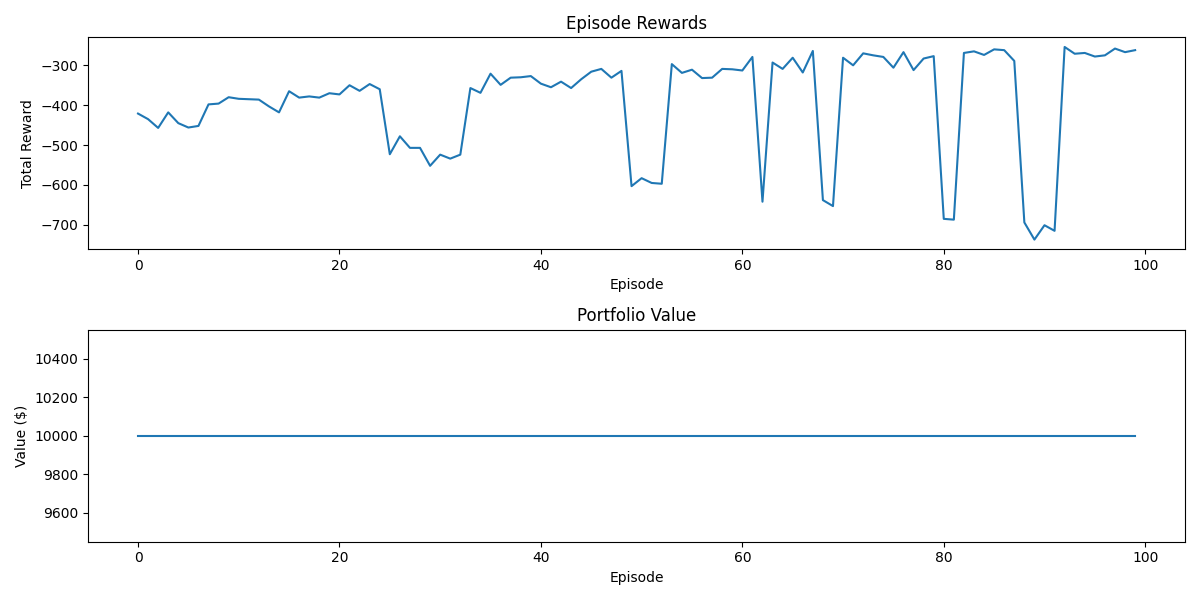 Episode Rewards
Total Reward
−300
−400
−500
−600
−700
0 20 40 60 80 100
Episode
Portfolio Value
Value ($)
10400
10200
10000
9800
9600
0 20 40 60 80 100
Episode